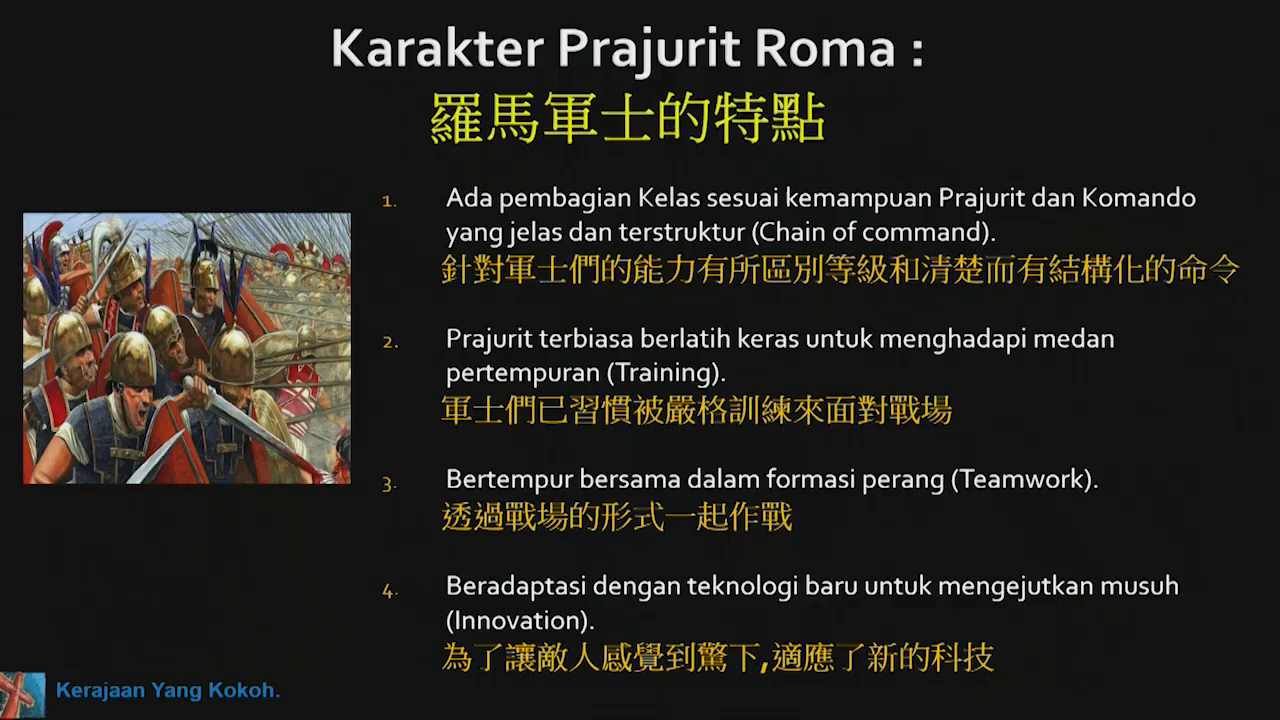 Karakter Prajurit Roma :
羅馬軍士的特點
1. Ada pembagian Kelas sesuai kemampuan Prajurit dan Komando
yang jelas dan terstruktur (Chain of command).
針對軍士們的能力有所區別等級和清楚而有結構化的命令
2. Prajurit terbiasa berlatih keras untuk menghadapi medan
pertempuran (Training).
軍士們已習慣被嚴格訓練來面對戰場
3. Bertempur bersama dalam formasi perang (Teamwork).
透過戰場的形式一起作戰
4. Beradaptasi dengan teknologi baru untuk mengejutkan musuh
(Innovation).
為了讓敵人感覺到驚下,適應了新的科技
Kerajaan Yang Kokoh.